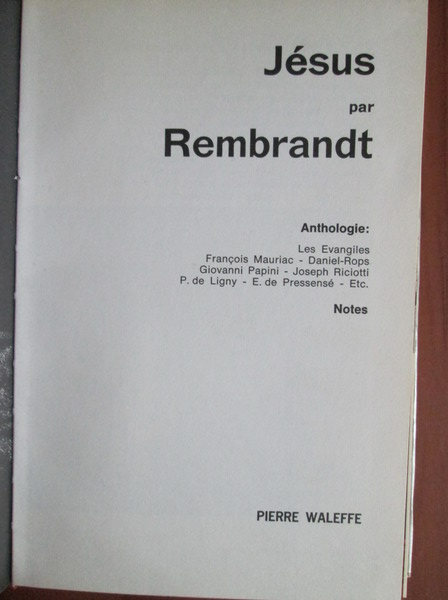 Jésus
par
Rembrandt
Anthologie:
Les Evangiles
François Mauriac - Daniel-Rops
Giovanni Papini - Joseph Riciotti
P. de Ligny - E. de Pressensé - Etc.
Notes
PIERRE WALEFFE